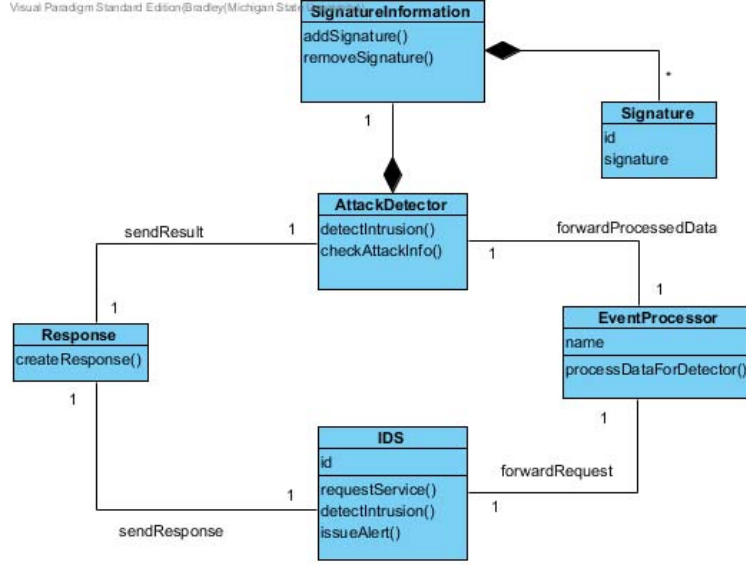 Visual Paradigm Standard Edition(Bradley(Michigan State
SignatureInformation
addSignature()
removeSignature()
*
1
Signature
id
signature
AttackDetector
sendResult
1
detectIntrusion()
checkAttackInfo()
forwardProcessedData
1
1
1
Response
createResponse()
EventProcessor
name
processDataForDetector()
1
1
IDS
id
forwardRequest
requestService()
detectIntrusion()
issueAlert()
1
1
sendResponse